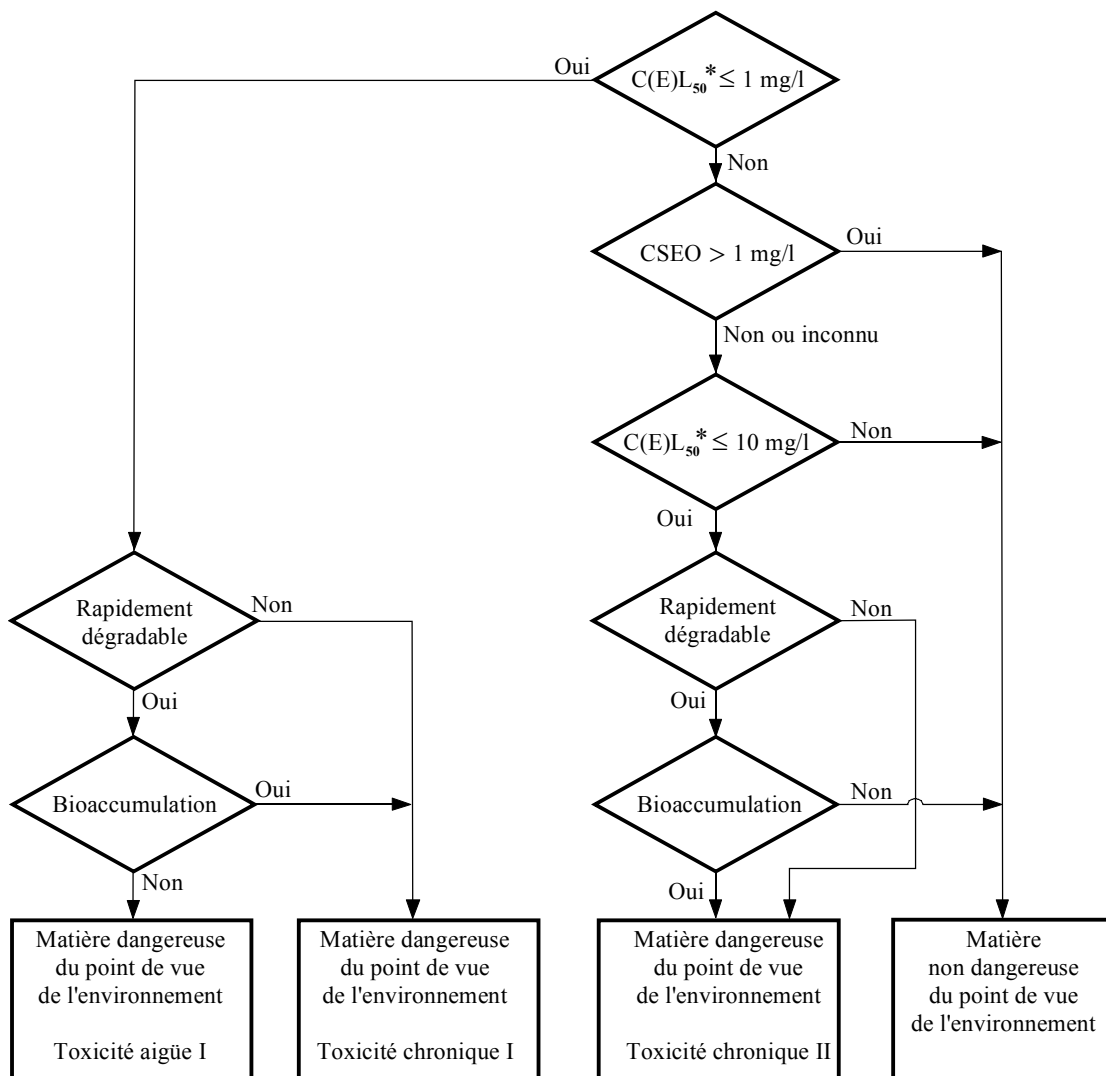 Oui
C(E)L50* ≤ 1 mg/l
Non
CSEO > 1 mg/l
Oui
Non ou inconnu
C(E)L50* ≤ 10 mg/l
Non
Oui
Rapidement
dégradable
Non
Oui
Rapidement
dégradable
Non
Oui
Bioaccumulation
Oui
Non
Bioaccumulation
Non
Oui
Matière dangereuse
du point de vue
de l'environnement
Toxicité aigüe I
Matière dangereuse
du point de vue
de l'environnement
Toxicité chronique I
Matière dangereuse
du point de vue
de l'environnement
Toxicité chronique II
Matière
non dangereuse
du point de vue
de l'environnement